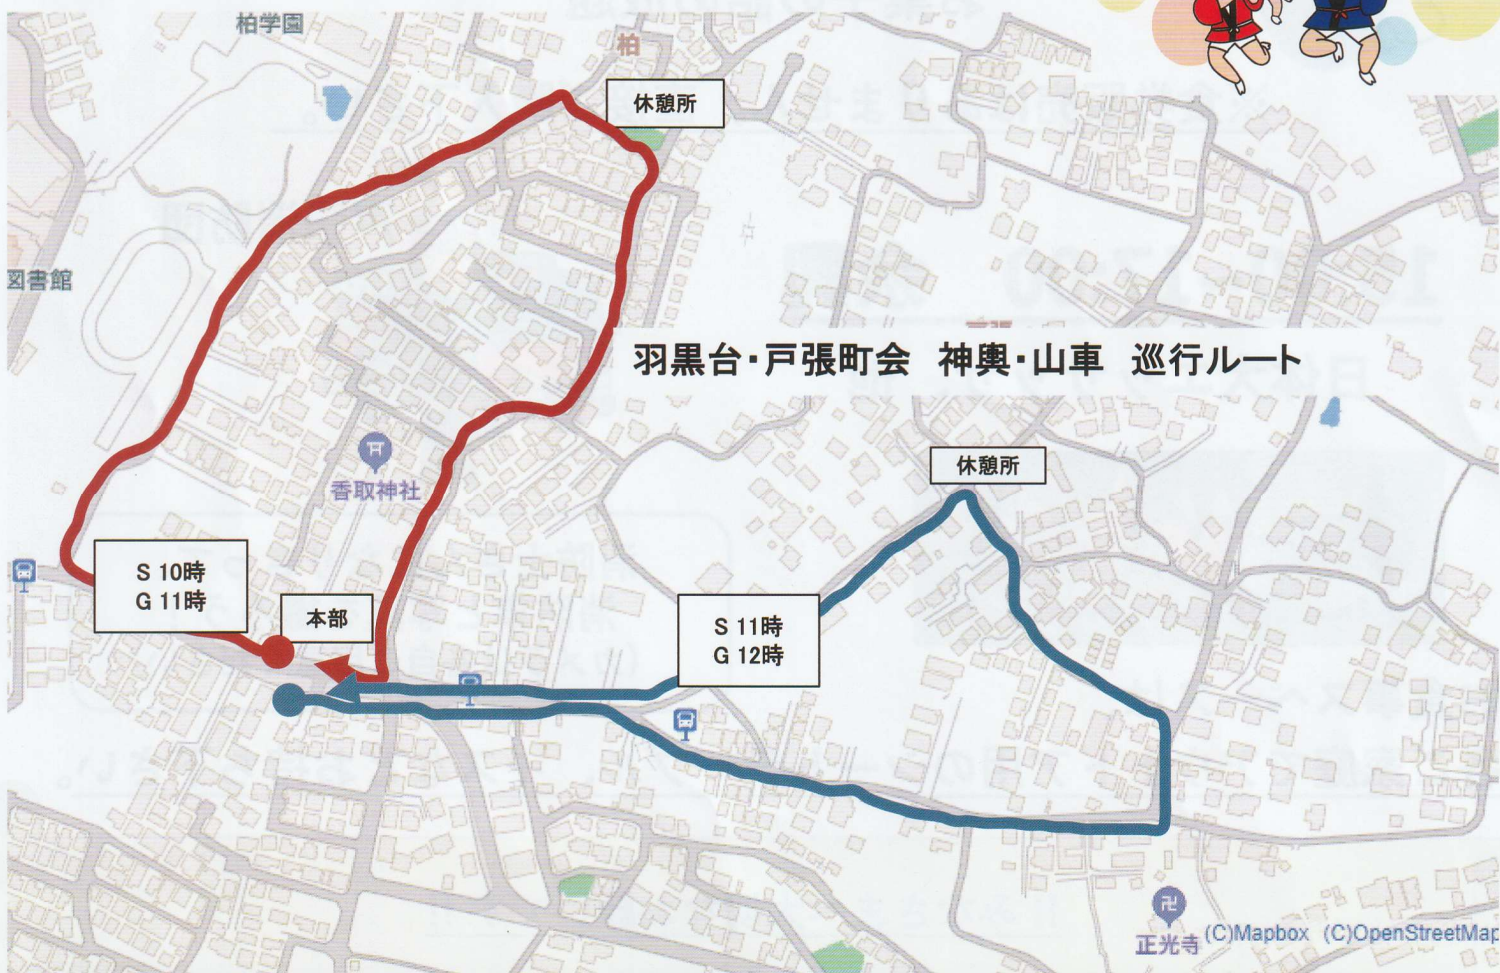 柏学園
柏
休憩所
図書館
羽黒台・戸張町会　神輿・山車　巡行ルート
香取神社
休憩所
S 10時
G 11時
本部
S 11時
G 12時
正光寺
(C)Mapbox (C)OpenStreetMap